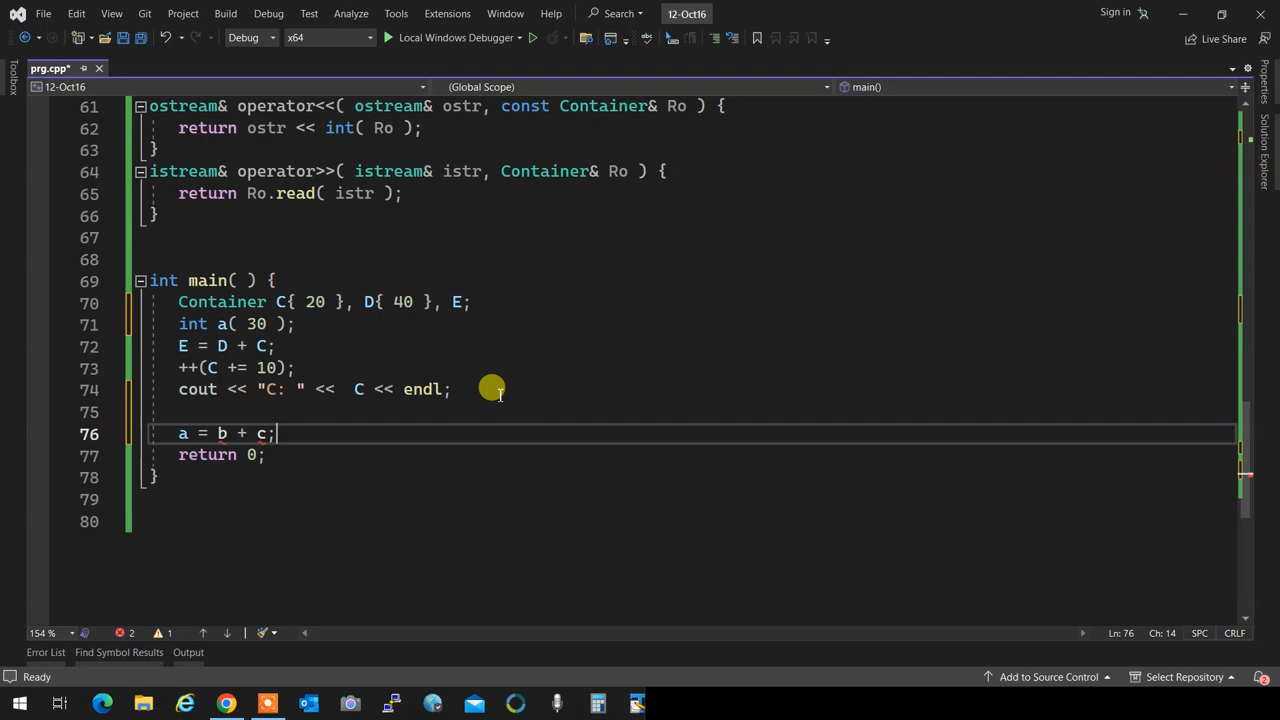 File Edit View Git Project Build Debug Test Analyze Tools Extensions Window Help Search 12-Oct16 Sign in
Debug x64 Local Windows Debugger Live Share
prg.cpp*
12-Oct16 (Global Scope) main()
Toolbox
Properties
Solution Explorer
61 ostream& operator<<( ostream& ostr, const Container& Ro ) {
62 return ostr << int( Ro );
63 }
64 istream& operator>>( istream& istr, Container& Ro ) {
65 return Ro.read( istr );
66 }
67
68
69 int main( ) {
70 Container C{ 20 }, D{ 40 }, E;
71 int a( 30 );
72 E = D + C;
73 ++(C += 10);
74 cout << "C: " <<  C << endl;
75
76 a = b + c;
77 return 0;
78 }
79
80
154 % 2 1 Ln: 76 Ch: 14 SPC CRLF
Error List Find Symbol Results Output
Ready Add to Source Control Select Repository 2